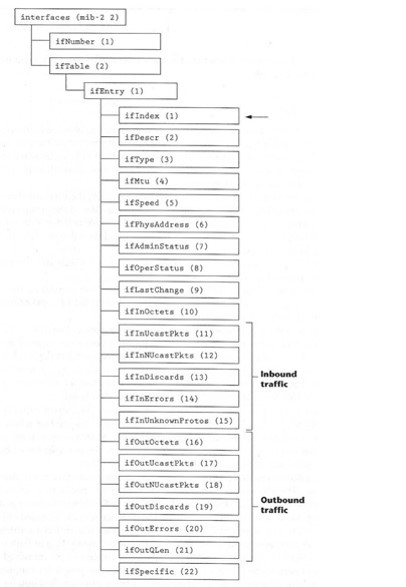 interfaces (mib-2 2)
ifNumber (1)
ifTable (2)
ifEntry (1)
ifIndex (1)
ifDescr (2)
ifType (3)
ifMtu (4)
ifSpeed (5)
ifPhysAddress (6)
ifAdminStatus (7)
ifOperStatus (8)
ifLastChange (9)
ifInOctets (10)
ifInUcastPkts (11)
ifInNUcastPkts (12)
ifInDiscards (13)
Inbound
traffic
ifInErrors (14)
ifInUnknownProtos (15)
ifOutOctets (16)
ifOutUcastPkts (17)
ifOutNUcastPkts (18)
Outbound
traffic
ifOutDiscards (19)
ifOutErrors (20)
ifOutQLen (21)
ifSpecific (22)